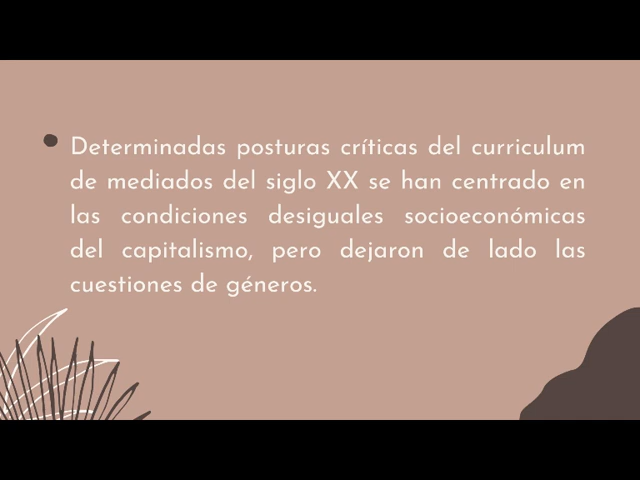 Determinadas posturas críticas del curriculum
de mediados del siglo XX se han centrado en
las condiciones desiguales socioeconómicas
del capitalismo, pero dejaron de lado las
cuestiones de géneros.